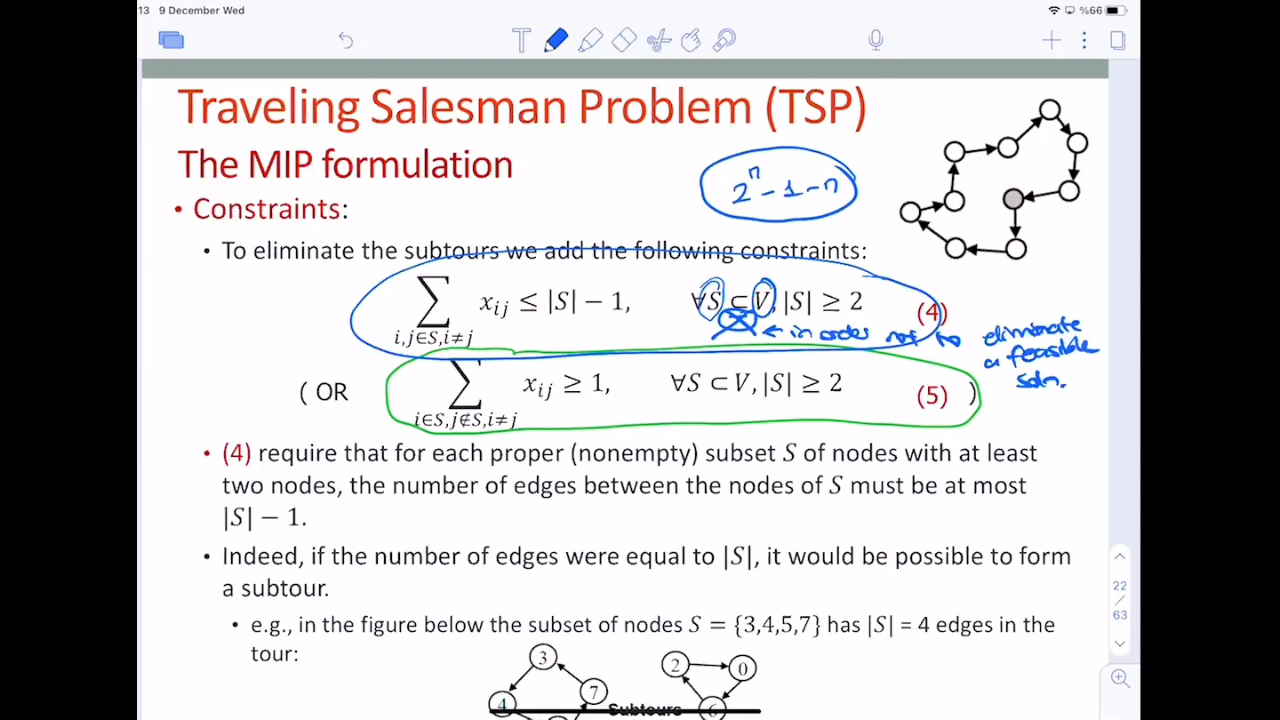 13 9 December Wed %66
Traveling Salesman Problem (TSP)
The MIP formulation
2ⁿ - 1 - n
• Constraints:
• To eliminate the subtours we add the following constraints:
∑ x_ij ≤ |S| − 1, ∀S ⊂ V, |S| ≥ 2 (4)
i,j∈S,i≠j
← in order not to eliminate
a feasible
soln.
( OR ∑ x_ij ≥ 1, ∀S ⊂ V, |S| ≥ 2 (5) )
i∈S,j∉S,i≠j
• (4) require that for each proper (nonempty) subset S of nodes with at least
two nodes, the number of edges between the nodes of S must be at most
|S| − 1.
• Indeed, if the number of edges were equal to |S|, it would be possible to form
a subtour.
• e.g., in the figure below the subset of nodes S = {3,4,5,7} has |S| = 4 edges in the
tour:
3 2 0
4 7 6
Subtours
22
/
63